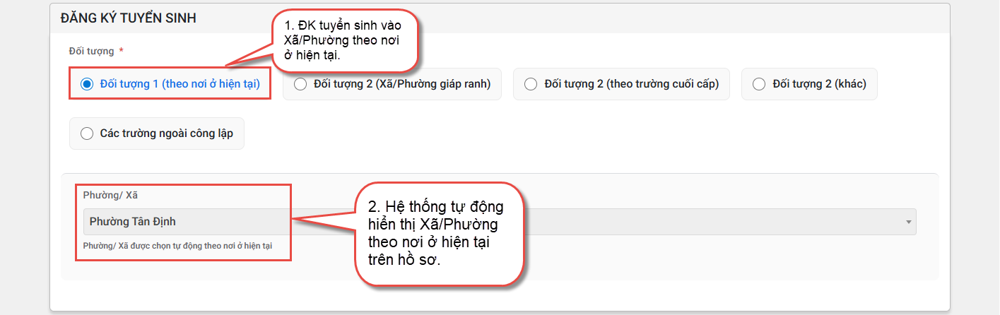 ĐĂNG KÝ TUYỂN SINH
1. ĐK tuyển sinh vào
Xã/Phường theo nơi
ở hiện tại.
Đối tượng *
Đối tượng 1 (theo nơi ở hiện tại)
Đối tượng 2 (Xã/Phường giáp ranh)
Đối tượng 2 (theo trường cuối cấp)
Đối tượng 2 (khác)
Các trường ngoài công lập
Phường/ Xã
Phường Tân Định
Phường/ Xã được chọn tự động theo nơi ở hiện tại
2. Hệ thống tự động
hiển thị Xã/Phường
theo nơi ở hiện tại
trên hồ sơ.